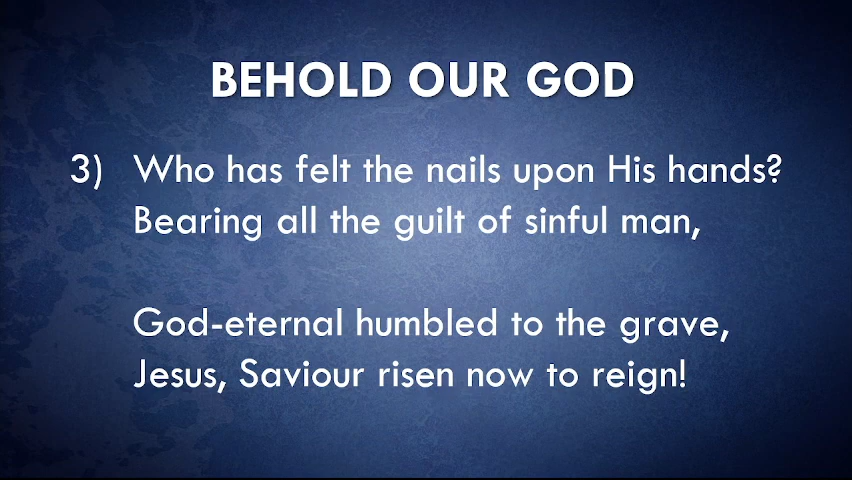 BEHOLD OUR GOD
3) Who has felt the nails upon His hands?
Bearing all the guilt of sinful man,
God-eternal humbled to the grave,
Jesus, Saviour risen now to reign!